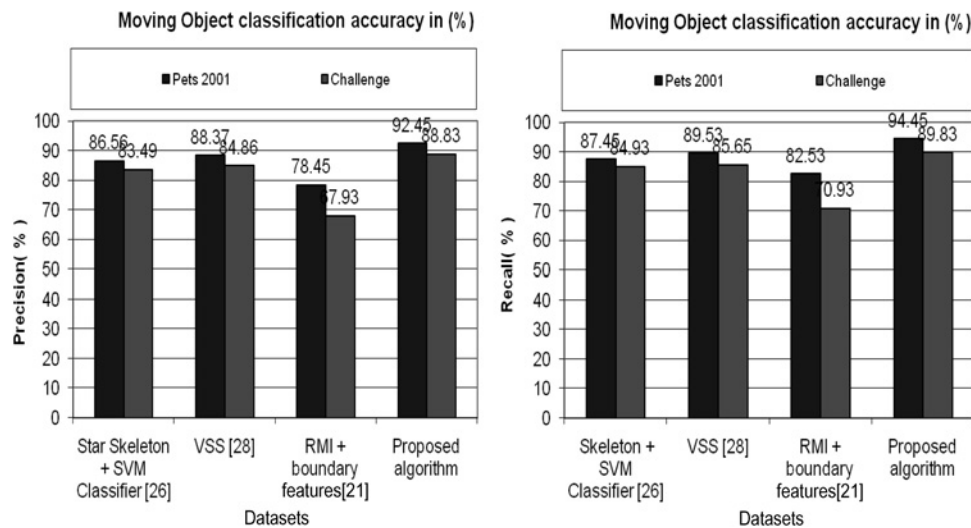 Moving Object classification accuracy in (%)
Pets 2001
Challenge
Precision( % )
100
90
80
70
60
50
40
30
20
10
0
86.56
83.49
88.37
84.86
78.45
67.93
92.45
88.83
Star Skeleton
+ SVM
Classifier [26]
VSS [28]
RMI +
boundary
features[21]
Proposed
algorithm
Datasets
Moving Object classification accuracy in (%)
Pets 2001
Challenge
Recall( % )
100
90
80
70
60
50
40
30
20
10
0
87.45
84.93
89.53
85.65
82.53
70.93
94.45
89.83
Skeleton +
SVM
Classifier [26]
VSS [28]
RMI +
boundary
features[21]
Proposed
algorithm
Datasets